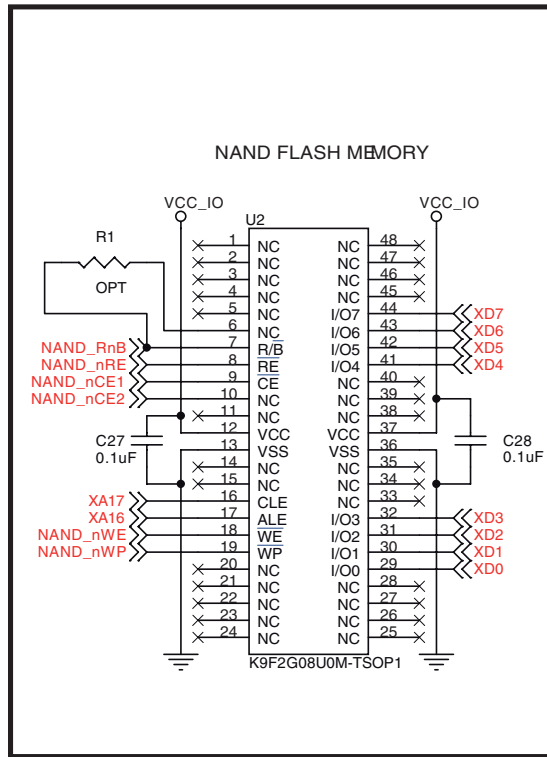 NAND FLASH MEMORY
VCC_IO
VCC_IO
U2
R1
OPT
1 NC NC 48
2 NC NC 47
3 NC NC 46
4 NC NC 45
5 NC I/O7 44 XD7
6 NC I/O6 43 XD6
NAND_RnB 7 R/B I/O5 42 XD5
NAND_nRE 8 RE I/O4 41 XD4
NAND_nCE1 9 CE NC 40
NAND_nCE2 10 NC NC 39
11 NC NC 38
12 VCC VCC 37
13 VSS VSS 36
C27
0.1uF
C28
0.1uF
14 NC NC 35
15 NC NC 34
XA17 16 CLE NC 33
XA16 17 ALE I/O3 32 XD3
NAND_nWE 18 WE I/O2 31 XD2
NAND_nWP 19 WP I/O1 30 XD1
20 NC I/O0 29 XD0
21 NC NC 28
22 NC NC 27
23 NC NC 26
24 NC NC 25
K9F2G08U0M-TSOP1